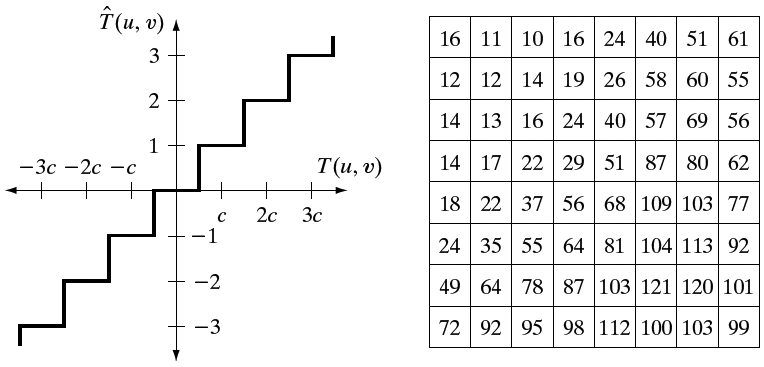 T̂(u, v)
3
2
1
−3c −2c −c
T(u, v)
c 2c 3c
−1
−2
−3
16 11 10 16 24 40 51 61
12 12 14 19 26 58 60 55
14 13 16 24 40 57 69 56
14 17 22 29 51 87 80 62
18 22 37 56 68 109 103 77
24 35 55 64 81 104 113 92
49 64 78 87 103 121 120 101
72 92 95 98 112 100 103 99